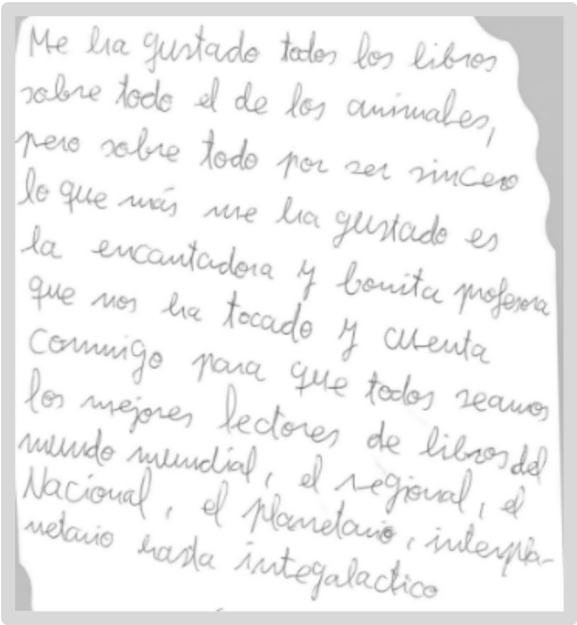 Me ha gustado todos los libros
sobre todo el de los animales,
pero sobre todo por ser sincero
lo que más me ha gustado es
la encantadora y bonita profesora
que nos ha tocado y cuenta
conmigo para que todos seamos
los mejores lectores de libros del
mundo mundial, el regional, el
Nacional, el planetario, interpla-
netario hasta integalactico